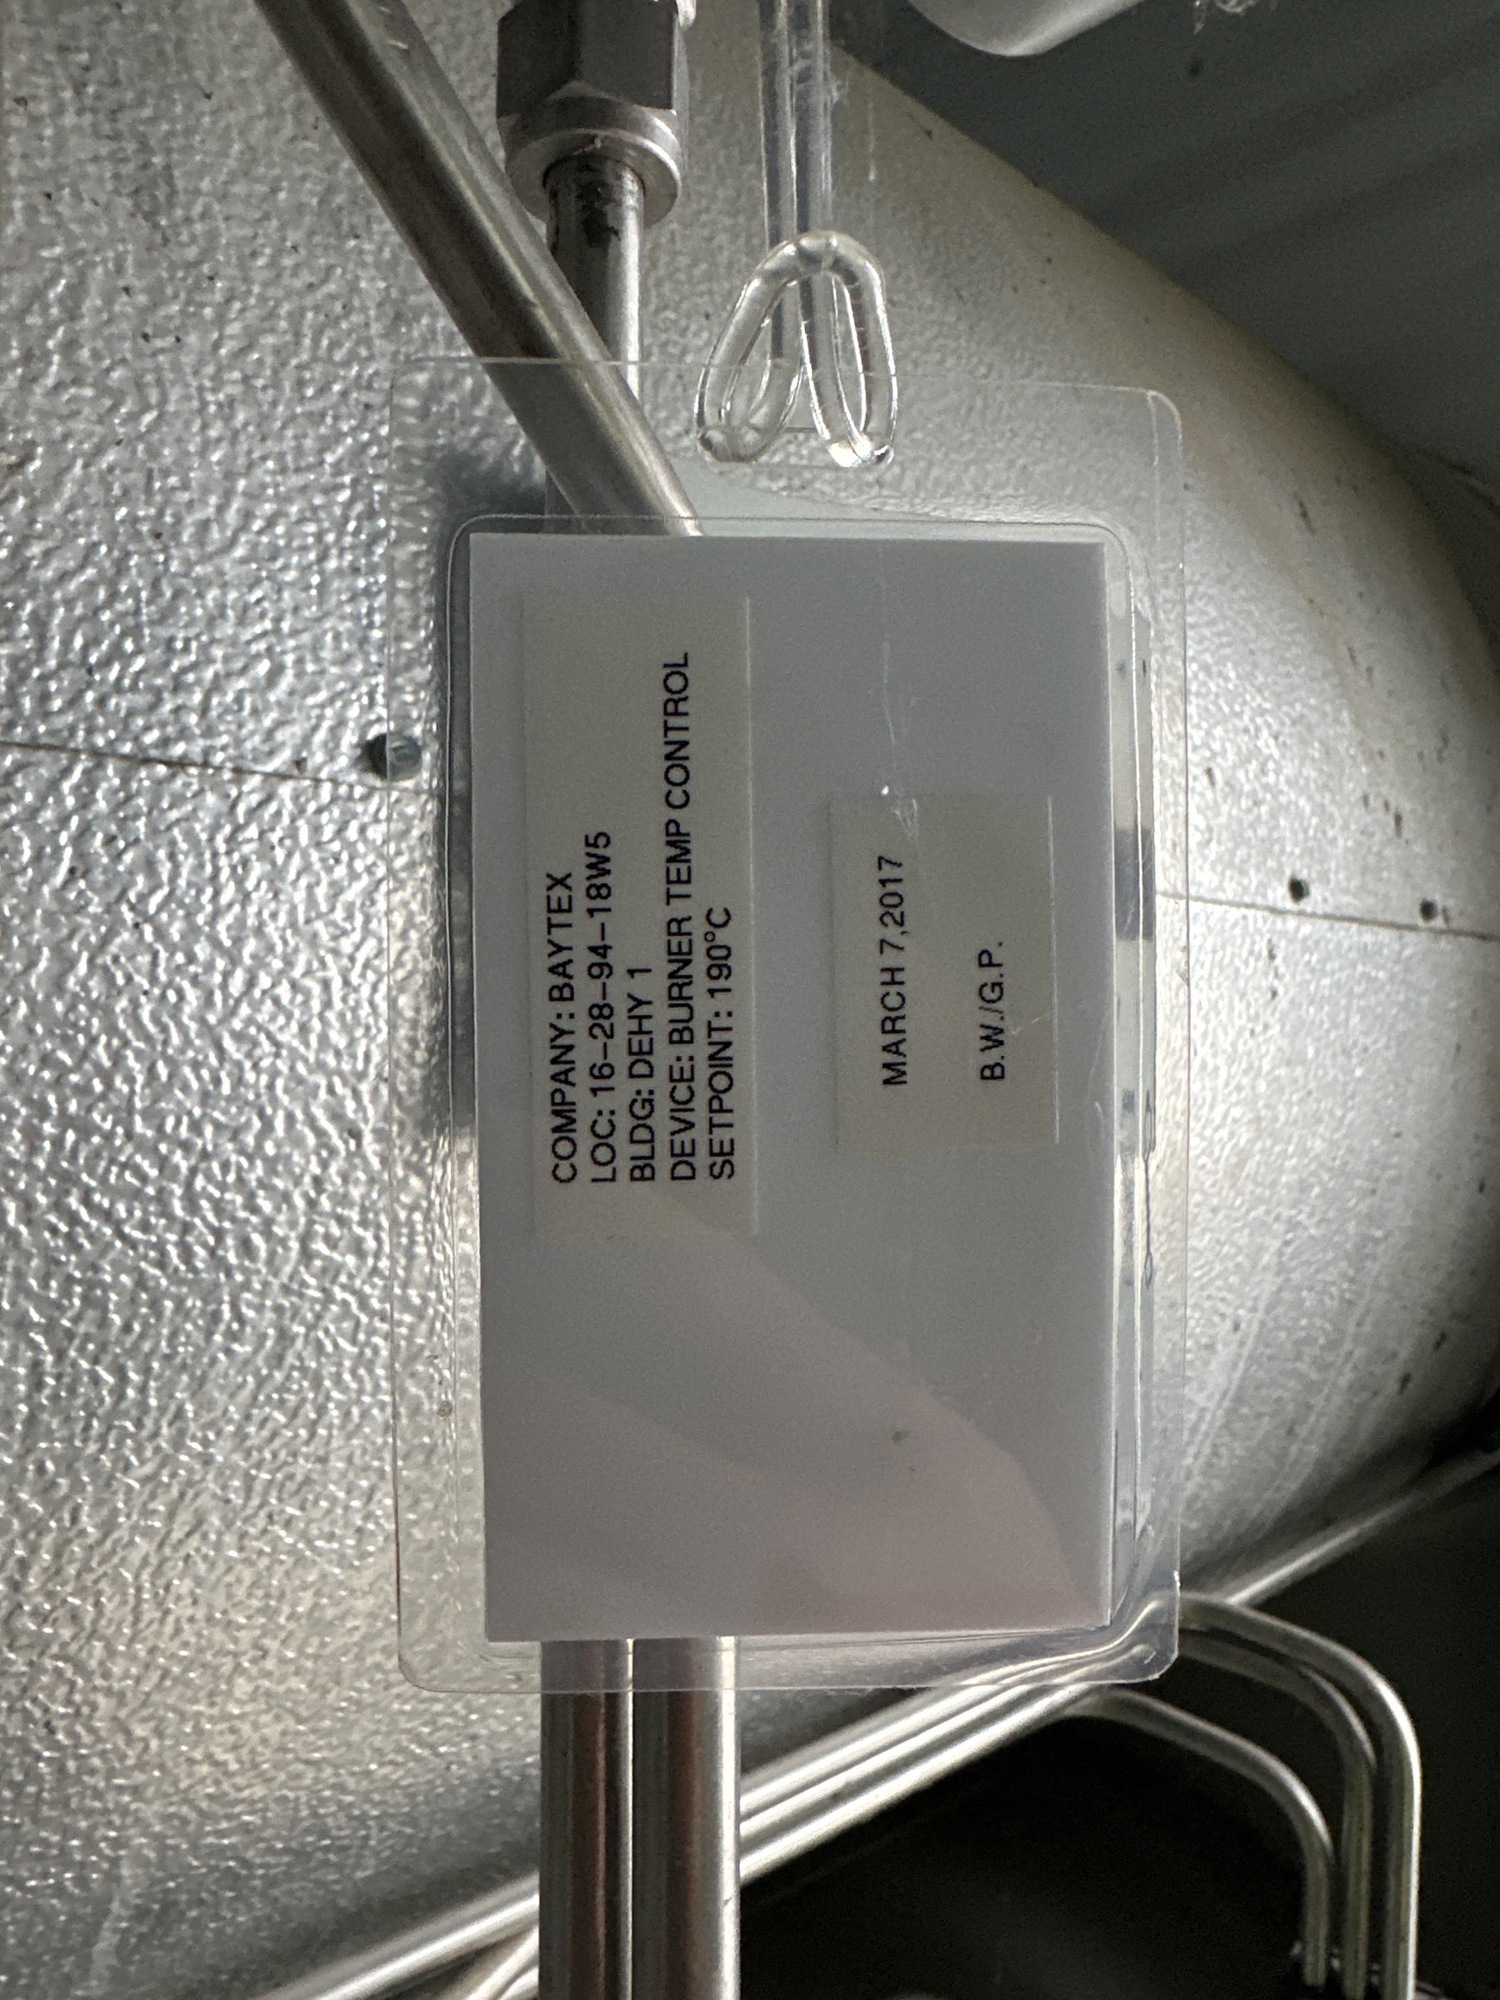 COMPANY: BAYTEX
LOC: 16-28-94-18W5
BLDG: DEHY 1
DEVICE: BURNER TEMP CONTROL
SETPOINT: 190°C
MARCH 7,2017
B.W./G.P.